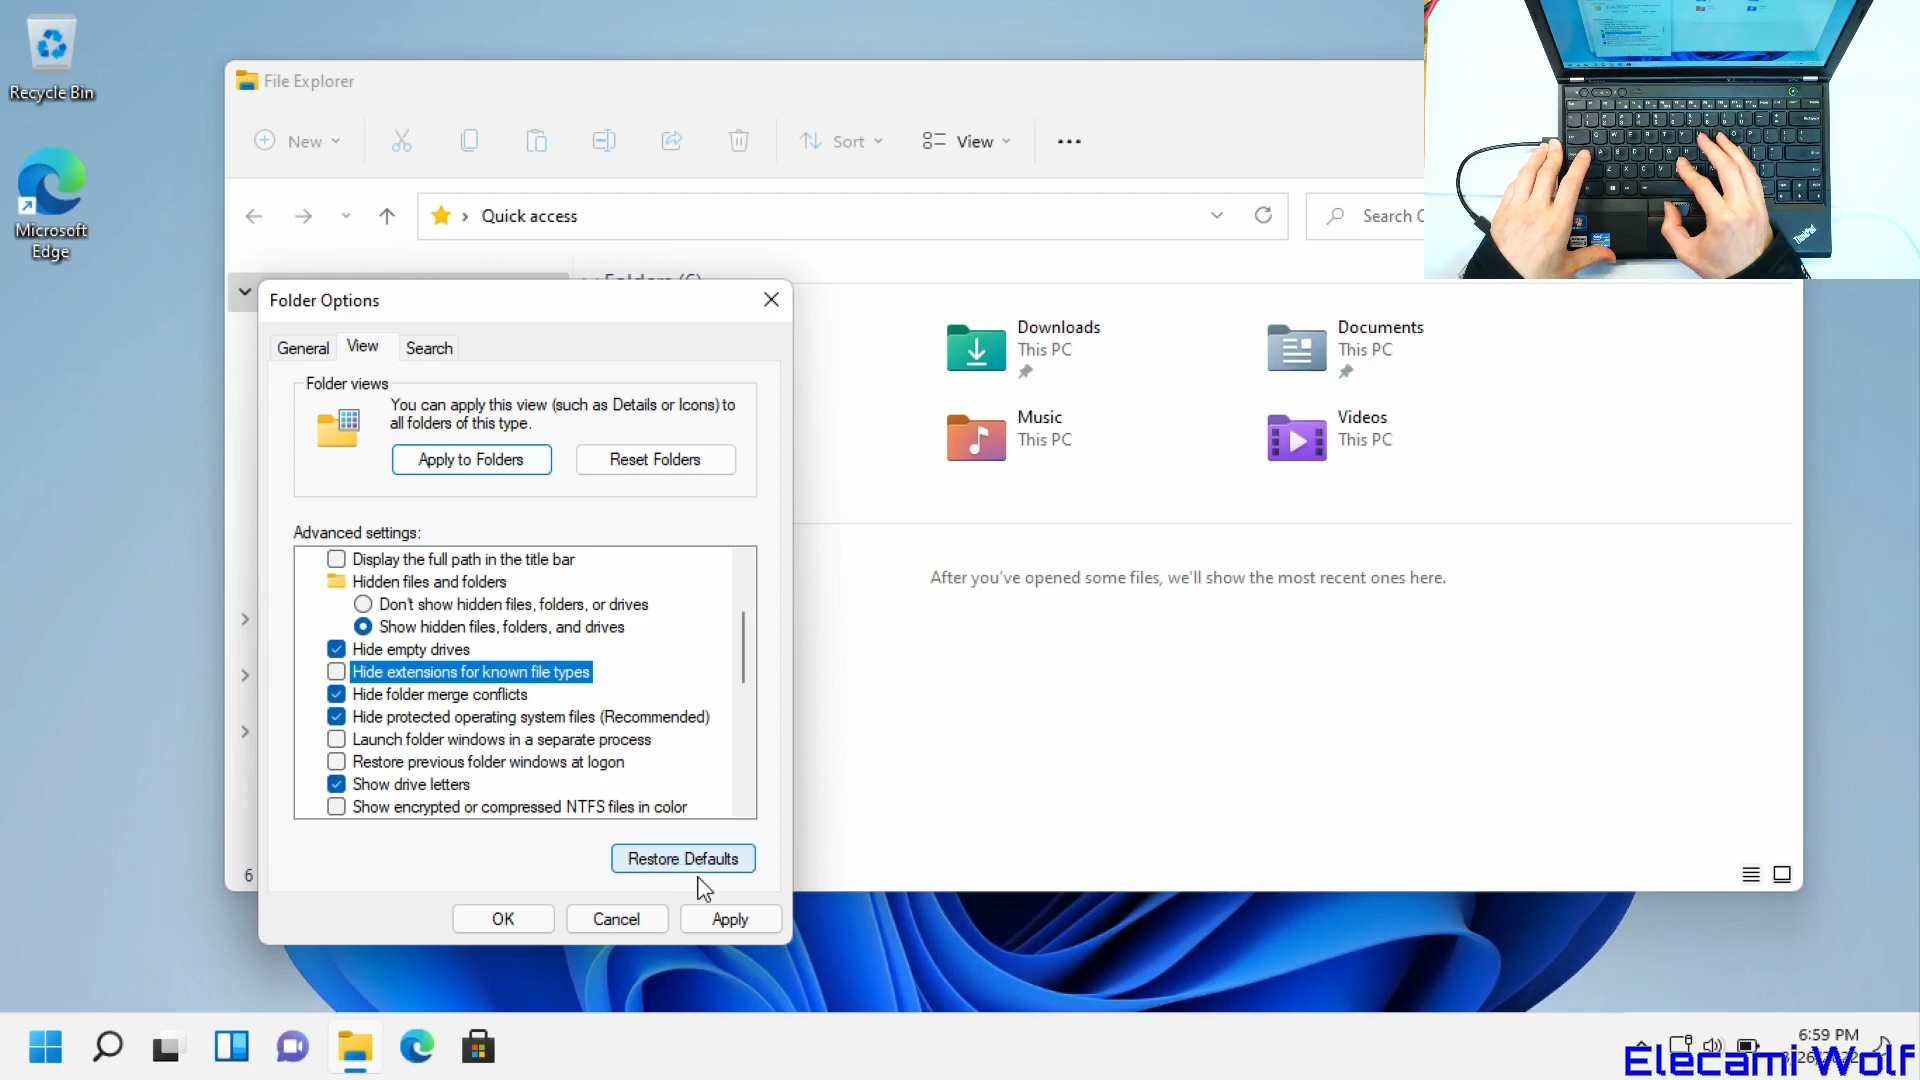 Recycle Bin
Microsoft
Edge
File Explorer
New
Sort
View
Quick access
Search
Folder Options
General
View
Search
Folder views
You can apply this view (such as Details or Icons) to
all folders of this type.
Apply to Folders
Reset Folders
Advanced settings:
Display the full path in the title bar
Hidden files and folders
Don't show hidden files, folders, or drives
Show hidden files, folders, and drives
Hide empty drives
Hide extensions for known file types
Hide folder merge conflicts
Hide protected operating system files (Recommended)
Launch folder windows in a separate process
Restore previous folder windows at logon
Show drive letters
Show encrypted or compressed NTFS files in color
Restore Defaults
OK
Cancel
Apply
Downloads
This PC
Documents
This PC
Music
This PC
Videos
This PC
After you've opened some files, we'll show the most recent ones here.
6
ThinkPad
6:59 PM
Elecami Wolf